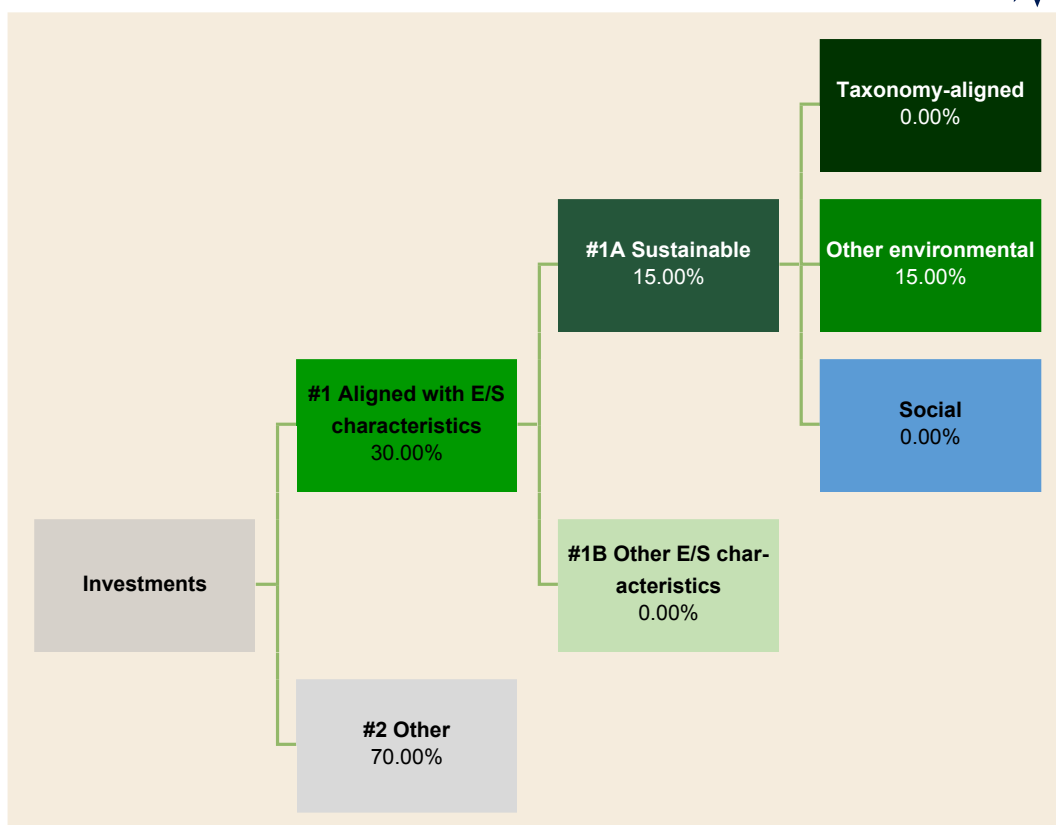 Taxonomy-aligned
0.00%
#1A Sustainable
15.00%
Other environmental
15.00%
#1 Aligned with E/S
characteristics
30.00%
Social
0.00%
Investments
#1B Other E/S char-
acteristics
0.00%
#2 Other
70.00%